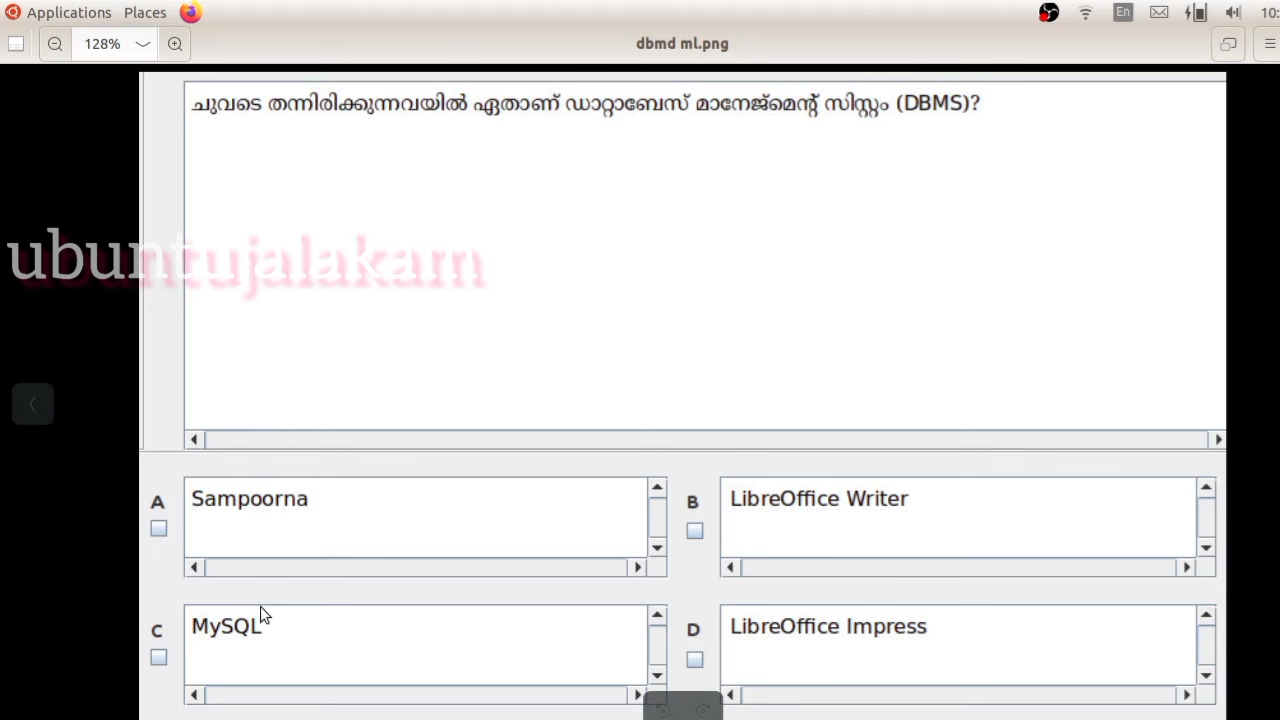 Applications Places En 10:
128% dbmd ml.png
ചുവടെ തന്നിരിക്കുന്നവയിൽ ഏതാണ് ഡാറ്റാബേസ് മാനേജ്മെന്റ് സിസ്റ്റം (DBMS)?
ubuntujalakam
A Sampoorna
B LibreOffice Writer
C MySQL
D LibreOffice Impress